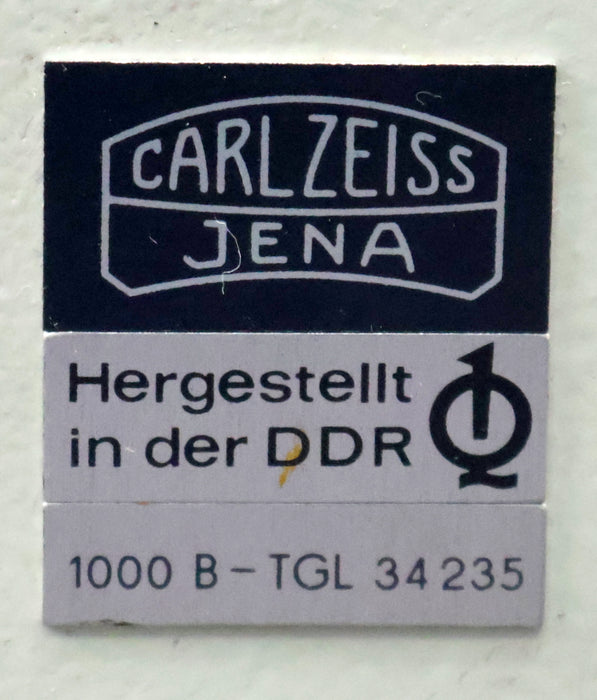 CARL ZEISS
JENA
Hergestellt
in der DDR
1000 B – TGL 34 235